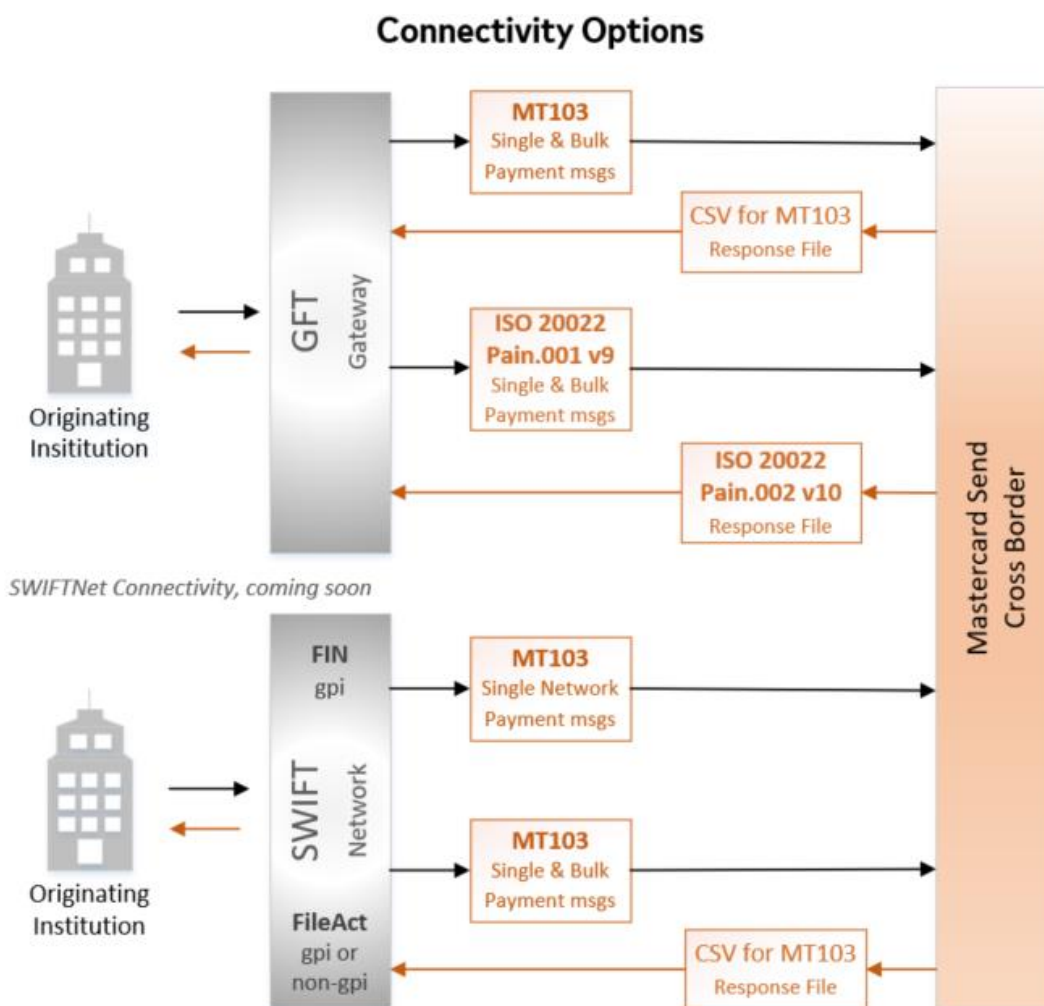 Connectivity Options
MT103
Single & Bulk
Payment msgs
CSV for MT103
Response File
GFT
Gateway
ISO 20022
Pain.001 v9
Single & Bulk
Payment msgs
Originating
Insititution
ISO 20022
Pain.002 v10
Response File
Mastercard Send
Cross Border
SWIFTNet Connectivity, coming soon
FIN
gpi
MT103
Single Network
Payment msgs
SWIFT
Network
MT103
Single & Bulk
Payment msgs
Originating
Institution
FileAct
gpi or
non-gpi
CSV for MT103
Response File